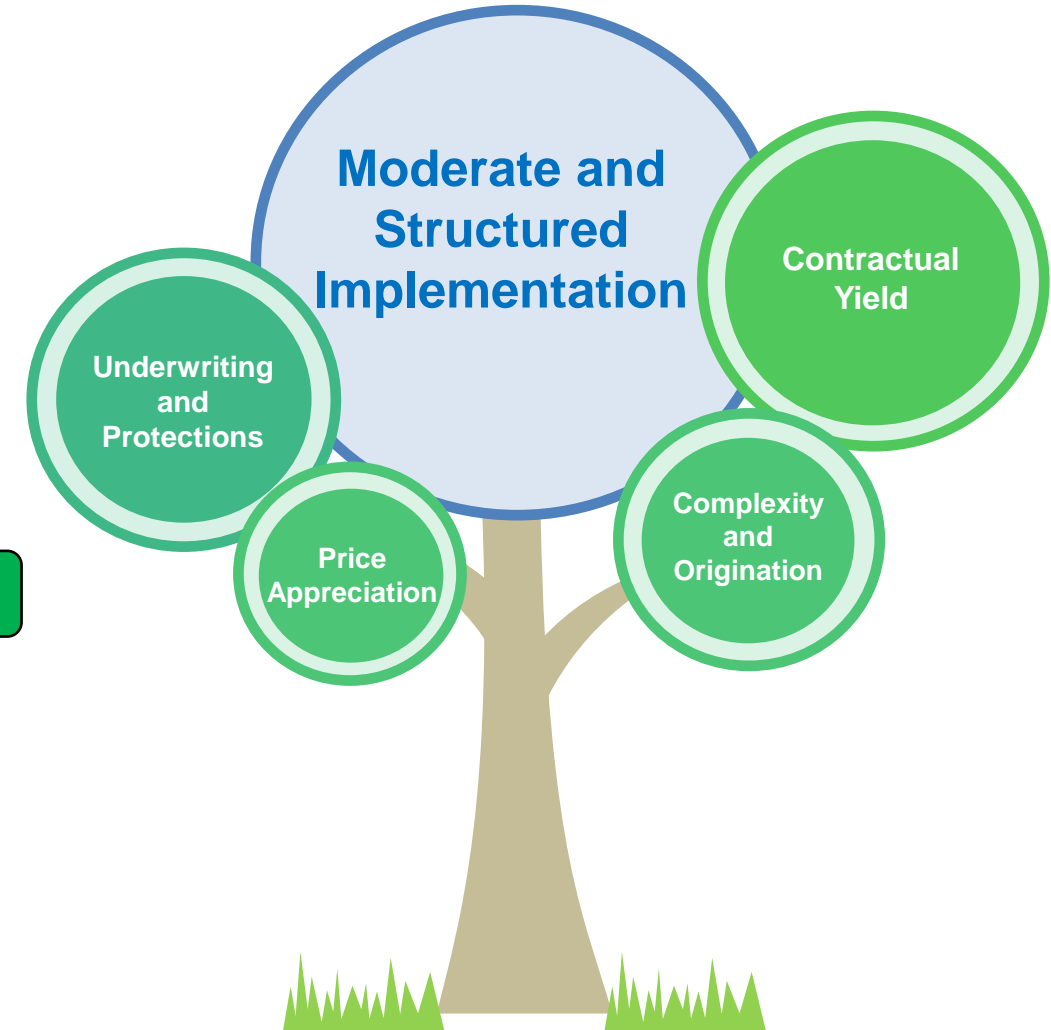 Moderate and
Structured
Implementation
Contractual
Yield
Underwriting
and
Protections
Complexity
and
Origination
Price
Appreciation